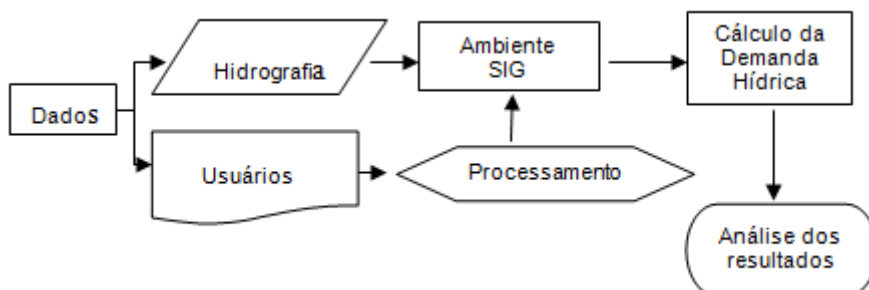 Dados
Hidrografia
Usuários
Ambiente
SIG
Processamento
Cálculo da
Demanda
Hídrica
Análise dos
resultados